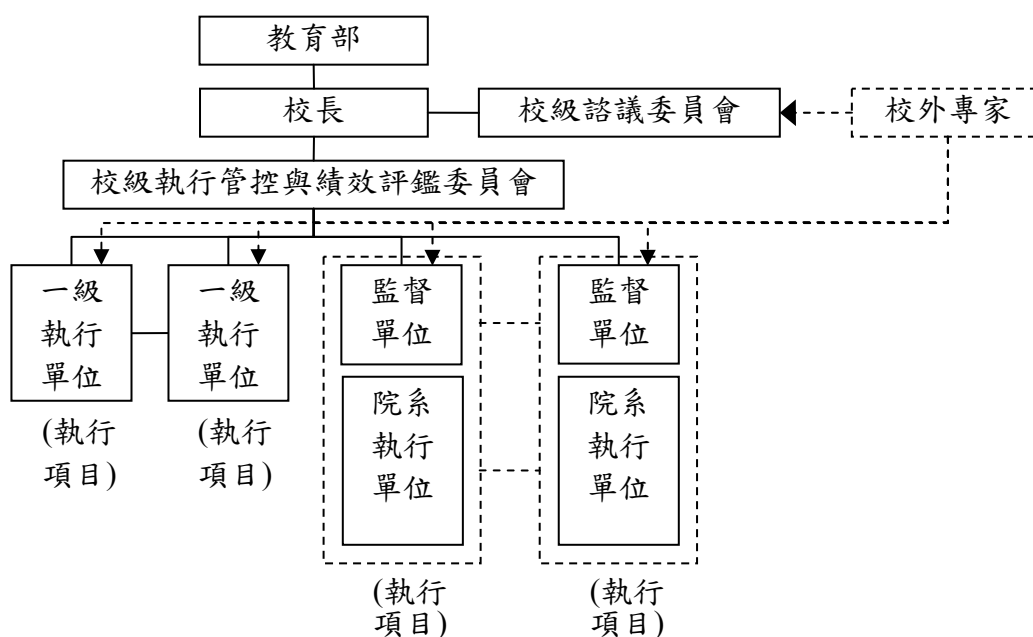 教育部
校長
校級諮議委員會
校外專家
校級執行管控與績效評鑑委員會
一級
執行
單位
一級
執行
單位
監督
單位
監督
單位
院系
執行
單位
院系
執行
單位
(執行
項目)
(執行
項目)
(執行
項目)
(執行
項目)